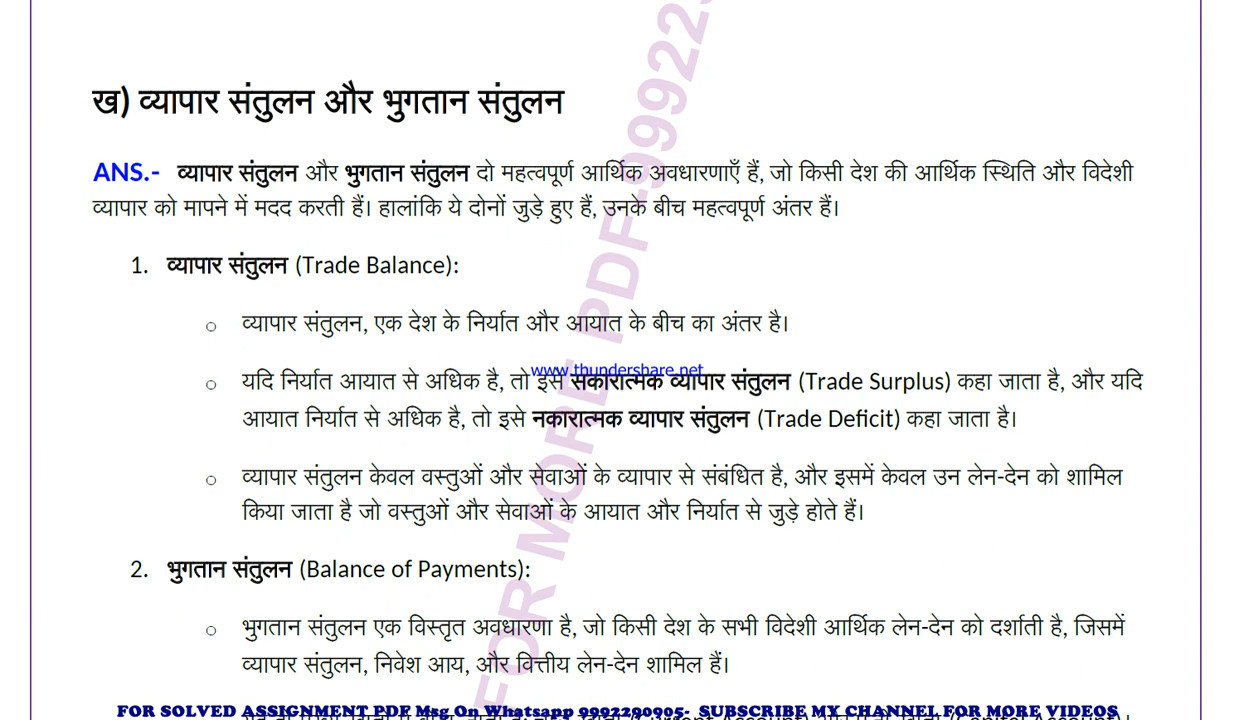 ख) व्यापार संतुलन और भुगतान संतुलन
ANS.- व्यापार संतुलन और भुगतान संतुलन दो महत्वपूर्ण आर्थिक अवधारणाएँ हैं, जो किसी देश की आर्थिक स्थिति और विदेशी
व्यापार को मापने में मदद करती हैं। हालांकि ये दोनों जुड़े हुए हैं, उनके बीच महत्वपूर्ण अंतर हैं।
1. व्यापार संतुलन (Trade Balance):
○ व्यापार संतुलन, एक देश के निर्यात और आयात के बीच का अंतर है।
www.thundershare.net
○ यदि निर्यात आयात से अधिक है, तो इसे सकारात्मक व्यापार संतुलन (Trade Surplus) कहा जाता है, और यदि
आयात निर्यात से अधिक है, तो इसे नकारात्मक व्यापार संतुलन (Trade Deficit) कहा जाता है।
○ व्यापार संतुलन केवल वस्तुओं और सेवाओं के व्यापार से संबंधित है, और इसमें केवल उन लेन-देन को शामिल
किया जाता है जो वस्तुओं और सेवाओं के आयात और निर्यात से जुड़े होते हैं।
2. भुगतान संतुलन (Balance of Payments):
○ भुगतान संतुलन एक विस्तृत अवधारणा है, जो किसी देश के सभी विदेशी आर्थिक लेन-देन को दर्शाती है, जिसमें
व्यापार संतुलन, निवेश आय, और वित्तीय लेन-देन शामिल हैं।
FOR SOLVED ASSIGNMENT PDF Msg On Whatsapp 9992290905- SUBSCRIBE MY CHANNEL FOR MORE VIDEOS
FOR MORE PDF-99922